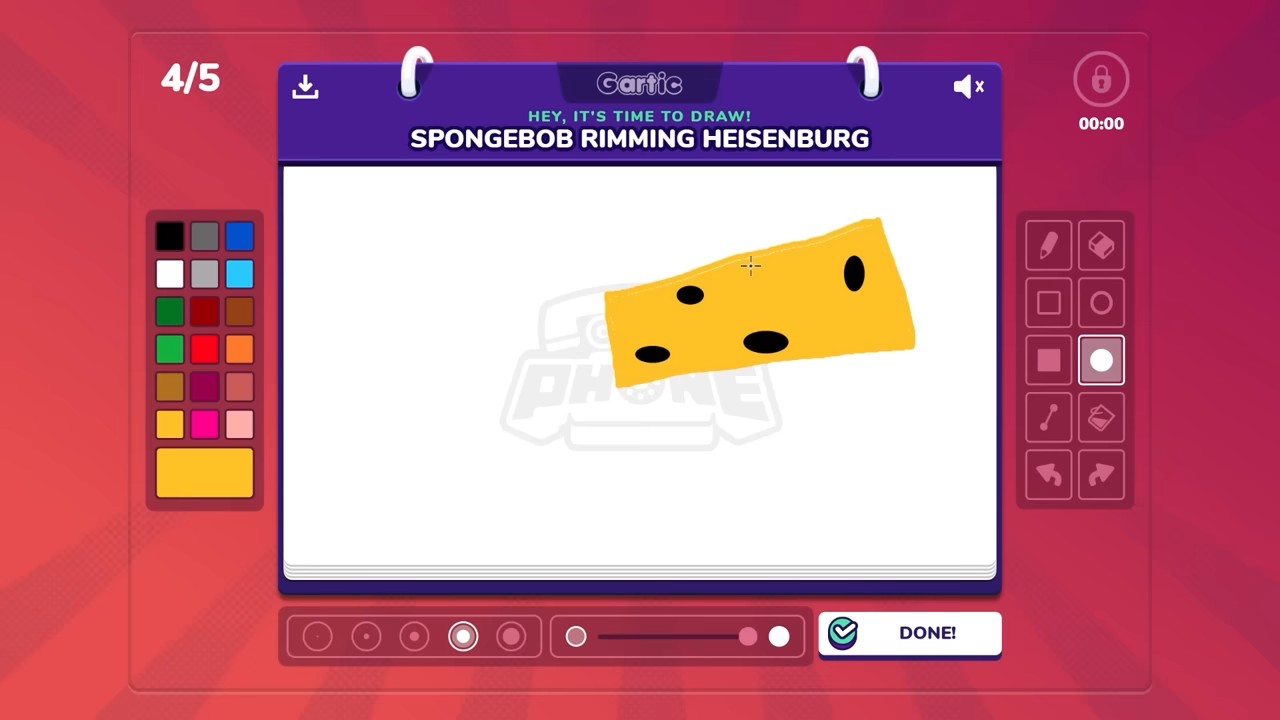 4/5
Gartic
HEY, IT'S TIME TO DRAW!
SPONGEBOB RIMMING HEISENBURG
00:00
PHONE
DONE!